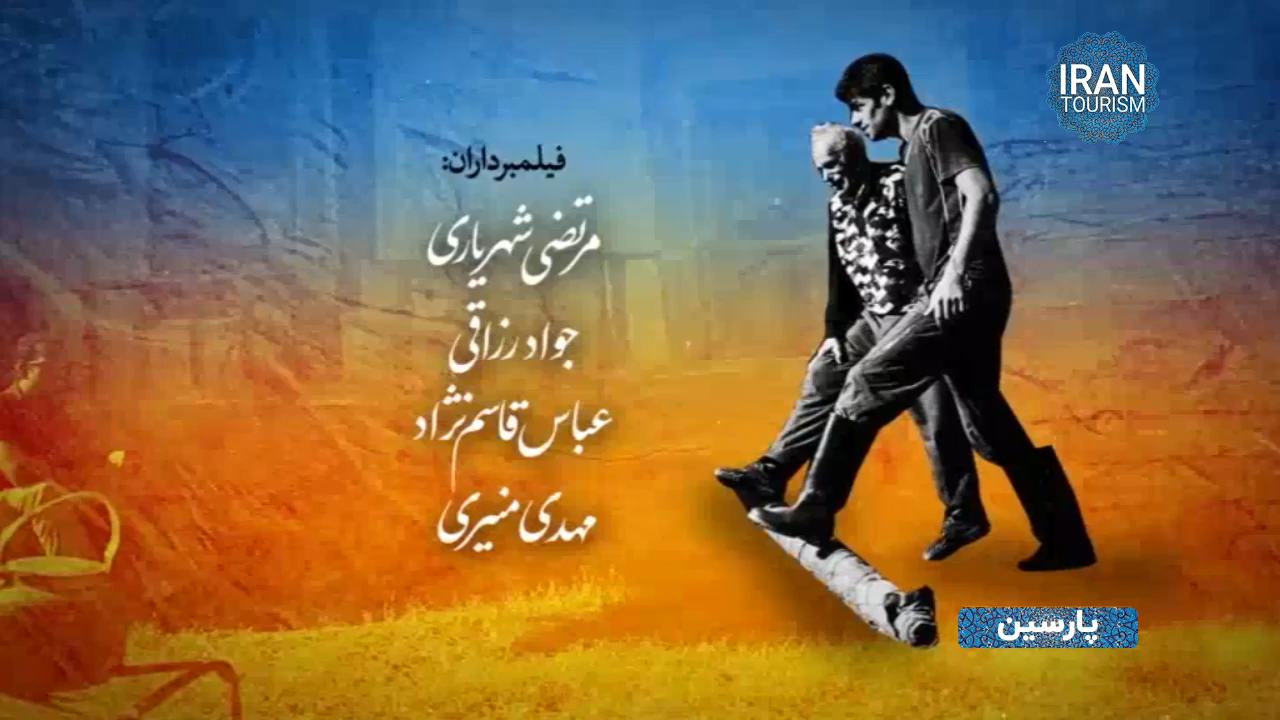 IRAN
TOURISM
فیلمبرداران:
مرتضی شهریاری
جواد رزاقی
عباس قاسم‌نژاد
مهدی منیری
پارسین